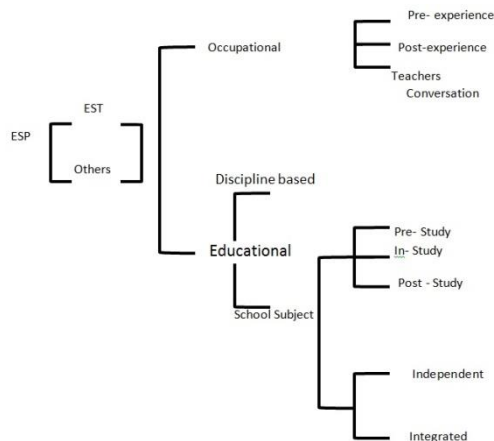 Pre- experience
Occupational
Post-experience
Teachers
Conversation
EST
ESP
Others
Discipline based
Pre- Study
Educational
In- Study
Post - Study
School Subject
Independent
Integrated